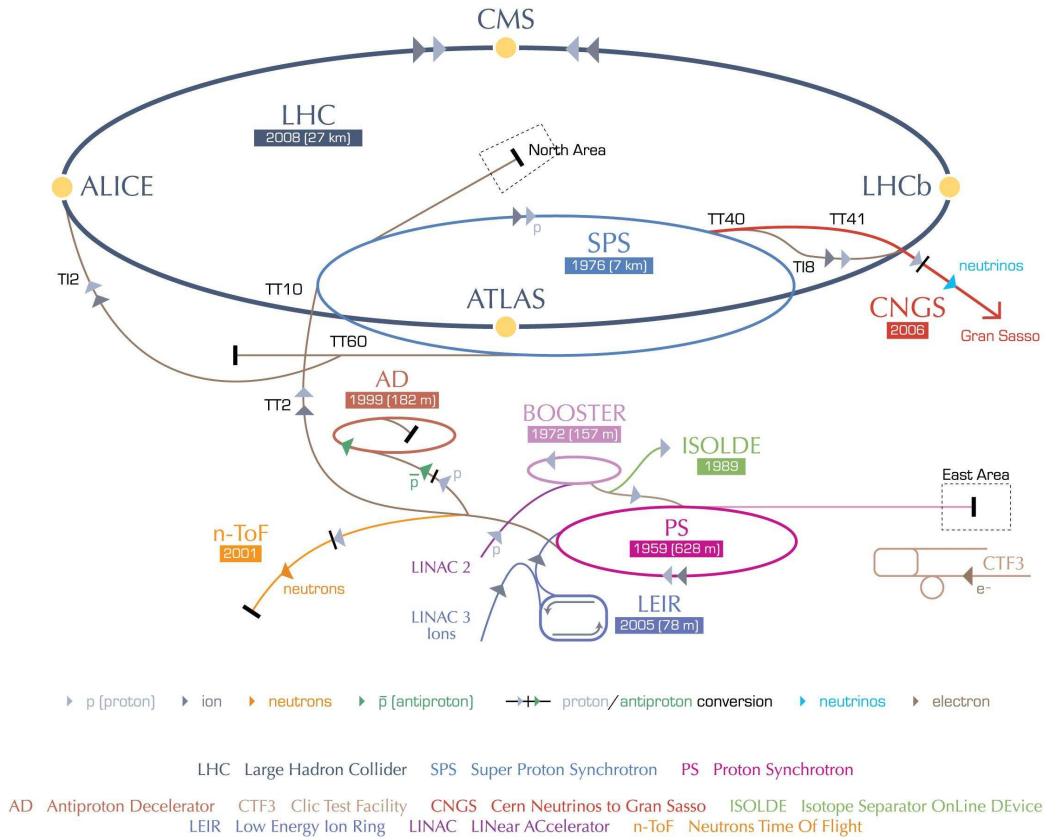 CMS
LHC
2008 (27 km)
North Area
ALICE
LHCb
TT40
TT41
p
SPS
1976 (7 km)
TI8
neutrinos
TI2
TT10
ATLAS
CNGS
2006
Gran Sasso
TT60
AD
1999 (182 m)
TT2
BOOSTER
1972 (157 m)
ISOLDE
1989
p̅
p
East Area
n-ToF
2001
PS
1959 (628 m)
p
LINAC 2
CTF3
neutrons
e-
LEIR
2005 (78 m)
LINAC 3
Ions
p (proton) ion neutrons p̅ (antiproton) proton/antiproton conversion neutrinos electron
LHC Large Hadron Collider SPS Super Proton Synchrotron PS Proton Synchrotron
AD Antiproton Decelerator CTF3 Clic Test Facility CNGS Cern Neutrinos to Gran Sasso ISOLDE Isotope Separator OnLine DEvice
LEIR Low Energy Ion Ring LINAC LINear ACcelerator n-ToF Neutrons Time Of Flight